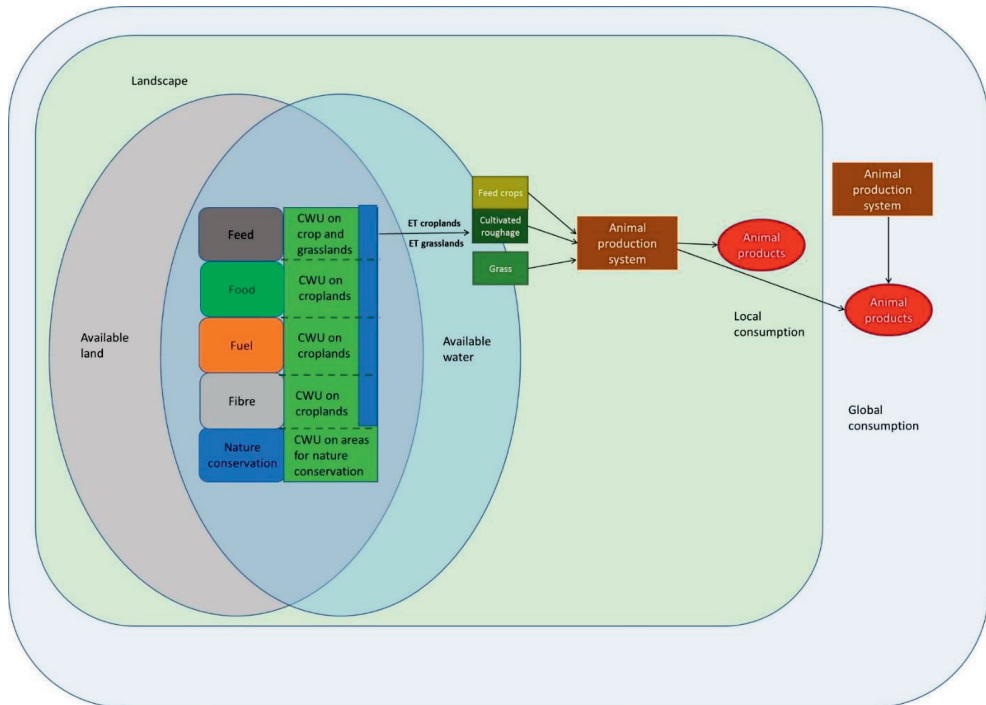 Landscape
Available
land
Feed
Food
Fuel
Fibre
Nature
conservation
CWU on
crop and
grasslands
CWU on
croplands
CWU on
croplands
CWU on
croplands
CWU on areas
for nature
conservation
ET croplands
ET grasslands
Available
water
Feed crops
Cultivated
roughage
Grass
Animal
production
system
Animal
products
Local
consumption
Animal
production
system
Animal
products
Global
consumption